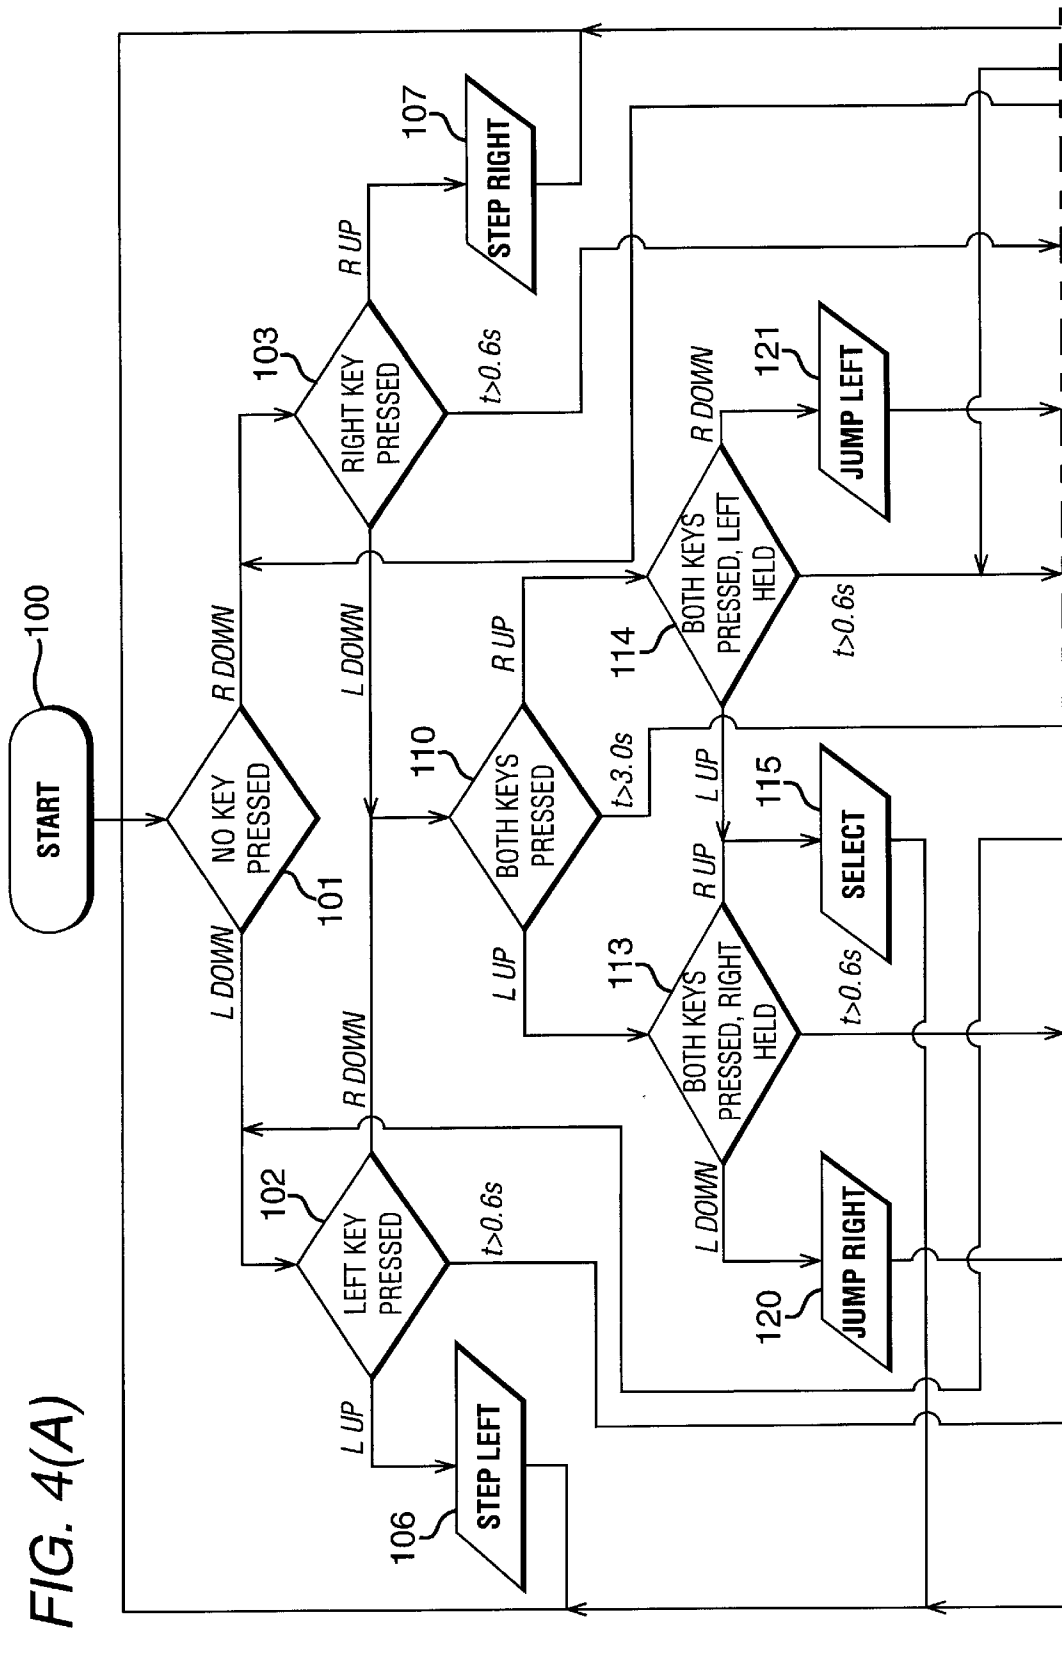 FIG. 4(A)
START
100
L DOWN
NO KEY
PRESSED
101
R DOWN
L UP
102
LEFT KEY
PRESSED
R DOWN
L DOWN
103
RIGHT KEY
PRESSED
R UP
107
106
STEP LEFT
t>0.6s
L UP
110
BOTH KEYS
PRESSED
R UP
t>0.6s
STEP RIGHT
t>3.0s
L DOWN
113
BOTH KEYS
PRESSED, RIGHT
HELD
R UP
L UP
114
BOTH KEYS
PRESSED, LEFT
HELD
R DOWN
120
JUMP RIGHT
t>0.6s
115
SELECT
t>0.6s
121
JUMP LEFT